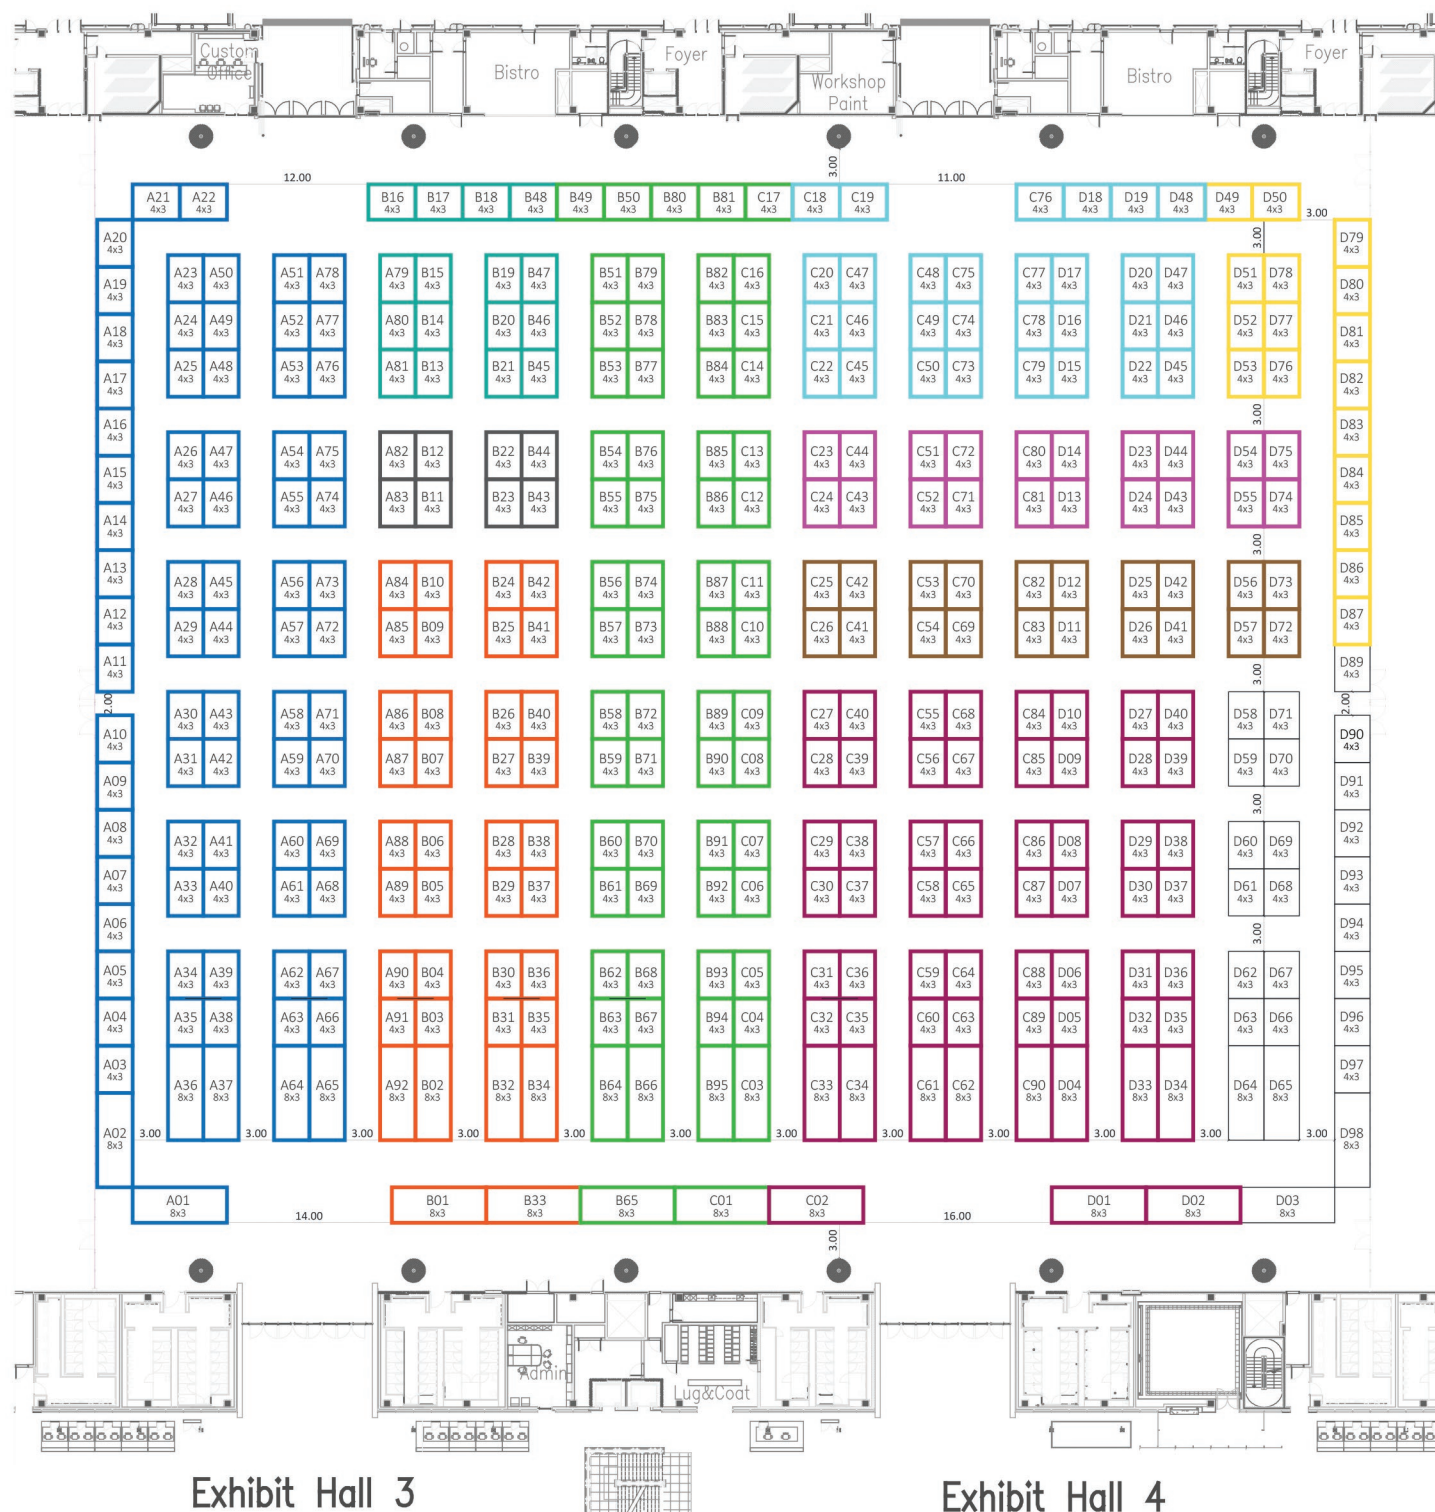 Custom
Office
Bistro
Foyer
Workshop
Paint
Bistro
Foyer
3.00
12.00
11.00
A21 A22 B16 B17 B18 B48 B49 B50 B80 B81 C17 C18 C19 C76 D18 D19 D48 D49 D50
4x3 4x3 4x3 4x3 4x3 4x3 4x3 4x3 4x3 4x3 4x3 4x3 4x3 4x3 4x3 4x3 4x3 4x3 4x3
3.00
A20
4x3
A19
4x3
A18
4x3
A17
4x3
A16
4x3
A15
4x3
A14
4x3
A13
4x3
A12
4x3
A11
4x3
2.00
A10
4x3
A09
4x3
A08
4x3
A07
4x3
A06
4x3
A05
4x3
A04
4x3
A03
4x3
A02
8x3
3.00
A23 A50 A51 A78 A79 B15 B19 B47 B51 B79 B82 C16 C20 C47 C48 C75 C77 D17 D20 D47 D51 D78
4x3 4x3 4x3 4x3 4x3 4x3 4x3 4x3 4x3 4x3 4x3 4x3 4x3 4x3 4x3 4x3 4x3 4x3 4x3 4x3 4x3 4x3
A24 A49 A52 A77 A80 B14 B20 B46 B52 B78 B83 C15 C21 C46 C49 C74 C78 D16 D21 D46 D52 D77
4x3 4x3 4x3 4x3 4x3 4x3 4x3 4x3 4x3 4x3 4x3 4x3 4x3 4x3 4x3 4x3 4x3 4x3 4x3 4x3 4x3 4x3
A25 A48 A53 A76 A81 B13 B21 B45 B53 B77 B84 C14 C22 C45 C50 C73 C79 D15 D22 D45 D53 D76
4x3 4x3 4x3 4x3 4x3 4x3 4x3 4x3 4x3 4x3 4x3 4x3 4x3 4x3 4x3 4x3 4x3 4x3 4x3 4x3 4x3 4x3
3.00
A26 A47 A54 A75 A82 B12 B22 B44 B54 B76 B85 C13 C23 C44 C51 C72 C80 D14 D23 D44 D54 D75
4x3 4x3 4x3 4x3 4x3 4x3 4x3 4x3 4x3 4x3 4x3 4x3 4x3 4x3 4x3 4x3 4x3 4x3 4x3 4x3 4x3 4x3
A27 A46 A55 A74 A83 B11 B23 B43 B55 B75 B86 C12 C24 C43 C52 C71 C81 D13 D24 D43 D55 D74
4x3 4x3 4x3 4x3 4x3 4x3 4x3 4x3 4x3 4x3 4x3 4x3 4x3 4x3 4x3 4x3 4x3 4x3 4x3 4x3 4x3 4x3
3.00
A28 A45 A56 A73 A84 B10 B24 B42 B56 B74 B87 C11 C25 C42 C53 C70 C82 D12 D25 D42 D56 D73
4x3 4x3 4x3 4x3 4x3 4x3 4x3 4x3 4x3 4x3 4x3 4x3 4x3 4x3 4x3 4x3 4x3 4x3 4x3 4x3 4x3 4x3
A29 A44 A57 A72 A85 B09 B25 B41 B57 B73 B88 C10 C26 C41 C54 C69 C83 D11 D26 D41 D57 D72
4x3 4x3 4x3 4x3 4x3 4x3 4x3 4x3 4x3 4x3 4x3 4x3 4x3 4x3 4x3 4x3 4x3 4x3 4x3 4x3 4x3 4x3
3.00
A30 A43 A58 A71 A86 B08 B26 B40 B58 B72 B89 C09 C27 C40 C55 C68 C84 D10 D27 D40 D58 D71
4x3 4x3 4x3 4x3 4x3 4x3 4x3 4x3 4x3 4x3 4x3 4x3 4x3 4x3 4x3 4x3 4x3 4x3 4x3 4x3 4x3 4x3
A31 A42 A59 A70 A87 B07 B27 B39 B59 B71 B90 C08 C28 C39 C56 C67 C85 D09 D28 D39 D59 D70
4x3 4x3 4x3 4x3 4x3 4x3 4x3 4x3 4x3 4x3 4x3 4x3 4x3 4x3 4x3 4x3 4x3 4x3 4x3 4x3 4x3 4x3
3.00
A32 A41 A60 A69 A88 B06 B28 B38 B60 B70 B91 C07 C29 C38 C57 C66 C86 D08 D29 D38 D60 D69
4x3 4x3 4x3 4x3 4x3 4x3 4x3 4x3 4x3 4x3 4x3 4x3 4x3 4x3 4x3 4x3 4x3 4x3 4x3 4x3 4x3 4x3
A33 A40 A61 A68 A89 B05 B29 B37 B61 B69 B92 C06 C30 C37 C58 C65 C87 D07 D30 D37 D61 D68
4x3 4x3 4x3 4x3 4x3 4x3 4x3 4x3 4x3 4x3 4x3 4x3 4x3 4x3 4x3 4x3 4x3 4x3 4x3 4x3 4x3 4x3
3.00
A34 A39 A62 A67 A90 B04 B30 B36 B62 B68 B93 C05 C31 C36 C59 C64 C88 D06 D31 D36 D62 D67
4x3 4x3 4x3 4x3 4x3 4x3 4x3 4x3 4x3 4x3 4x3 4x3 4x3 4x3 4x3 4x3 4x3 4x3 4x3 4x3 4x3 4x3
A35 A38 A63 A66 A91 B03 B31 B35 B63 B67 B94 C04 C32 C35 C60 C63 C89 D05 D32 D35 D63 D66
4x3 4x3 4x3 4x3 4x3 4x3 4x3 4x3 4x3 4x3 4x3 4x3 4x3 4x3 4x3 4x3 4x3 4x3 4x3 4x3 4x3 4x3
A36 A37 A64 A65 A92 B02 B32 B34 B64 B66 B95 C03 C33 C34 C61 C62 C90 D04 D33 D34 D64 D65
8x3 8x3 8x3 8x3 8x3 8x3 8x3 8x3 8x3 8x3 8x3 8x3 8x3 8x3 8x3 8x3 8x3 8x3 8x3 8x3 8x3 8x3
3.00 3.00 3.00 3.00 3.00 3.00 3.00 3.00 3.00 3.00 3.00 3.00
D79
4x3
D80
4x3
D81
4x3
D82
4x3
D83
4x3
D84
4x3
D85
4x3
D86
4x3
D87
4x3
D89
4x3
2.00
D90
4x3
D91
4x3
D92
4x3
D93
4x3
D94
4x3
D95
4x3
D96
4x3
D97
4x3
D98
8x3
A01 B01 B33 B65 C01 C02 D01 D02 D03
8x3 8x3 8x3 8x3 8x3 8x3 8x3 8x3 8x3
14.00
16.00
3.00
Admin
Lug&Coat
Exhibit Hall 3
Exhibit Hall 4